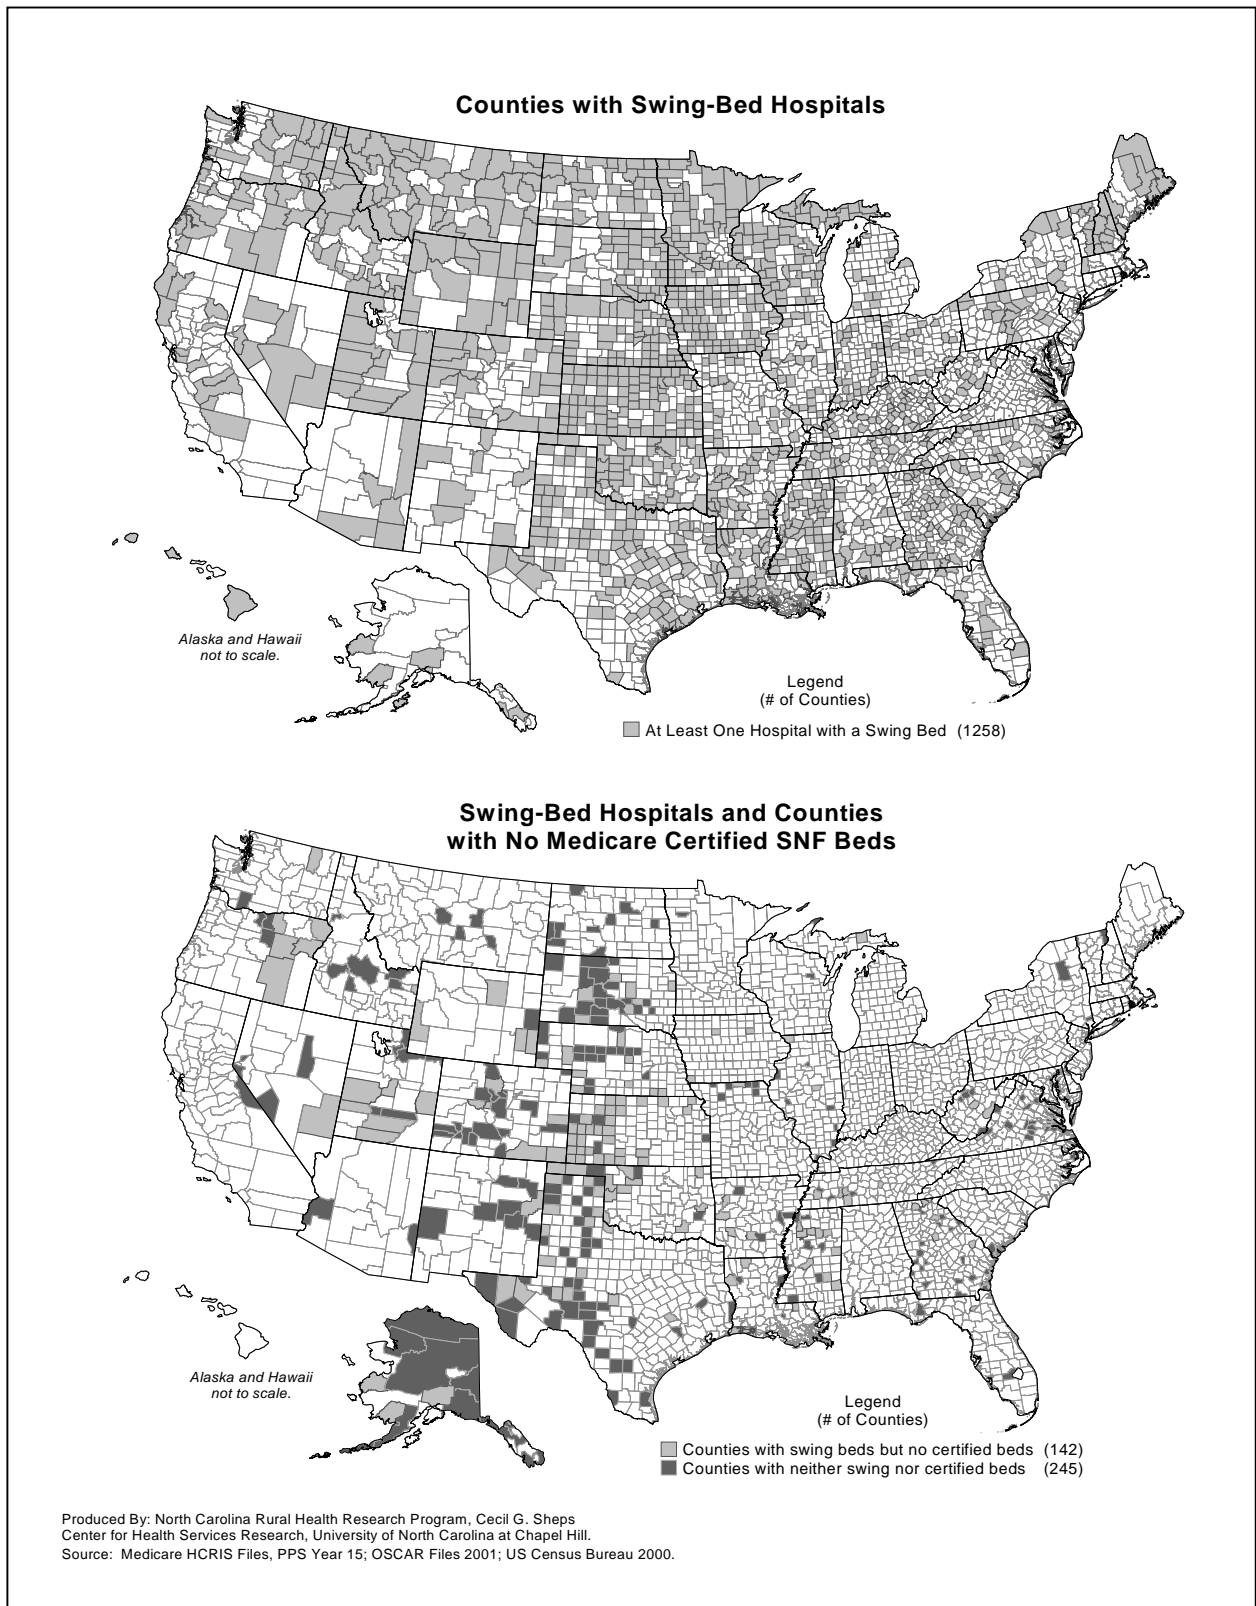 Counties with Swing-Bed Hospitals
Alaska and Hawaii
not to scale.
Legend
(# of Counties)
At Least One Hospital with a Swing Bed (1258)
Swing-Bed Hospitals and Counties
with No Medicare Certified SNF Beds
Alaska and Hawaii
not to scale.
Legend
(# of Counties)
Counties with swing beds but no certified beds (142)
Counties with neither swing nor certified beds (245)
Produced By: North Carolina Rural Health Research Program, Cecil G. Sheps
Center for Health Services Research, University of North Carolina at Chapel Hill.
Source: Medicare HCRIS Files, PPS Year 15; OSCAR Files 2001; US Census Bureau 2000.